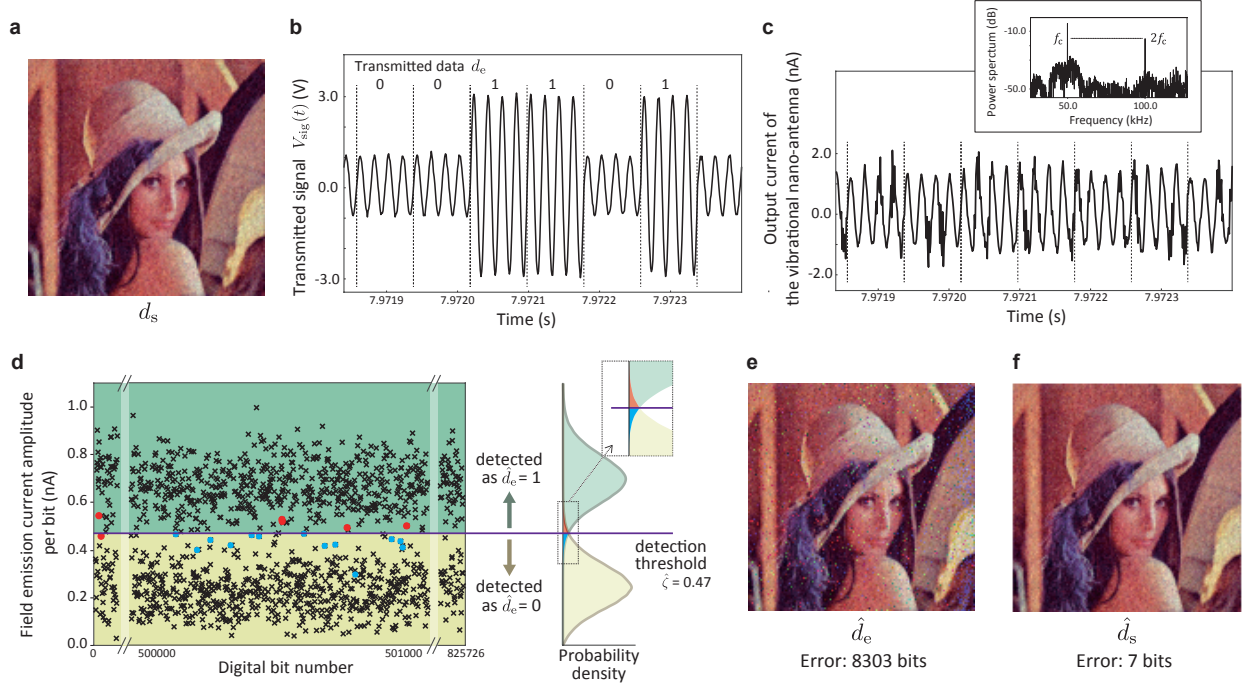 a
d_s
b
Transmitted data d_e
0 0 1 1 0 1
Transmitted signal V_sig(t) (V)
3.0
0.0
-3.0
7.9719 7.9720 7.9721 7.9722 7.9723
Time (s)
c
Power sperctum (dB)
-10.0
-50.0
f_c
2f_c
50.0 100.0
Frequency (kHz)
Output current of
the vibrational nano-antenna (nA)
2.0
0.0
-2.0
7.9719 7.9720 7.9721 7.9722 7.9723
Time (s)
d
Field emission current amplitude
per bit (nA)
1.0
0.8
0.6
0.4
0.2
0.0
0 500000 501000 825726
Digital bit number
detected
as d̂_e = 1
detected
as d̂_e = 0
detection
threshold
ζ̂ = 0.47
Probability
density
e
d̂_e
Error: 8303 bits
f
d̂_s
Error: 7 bits